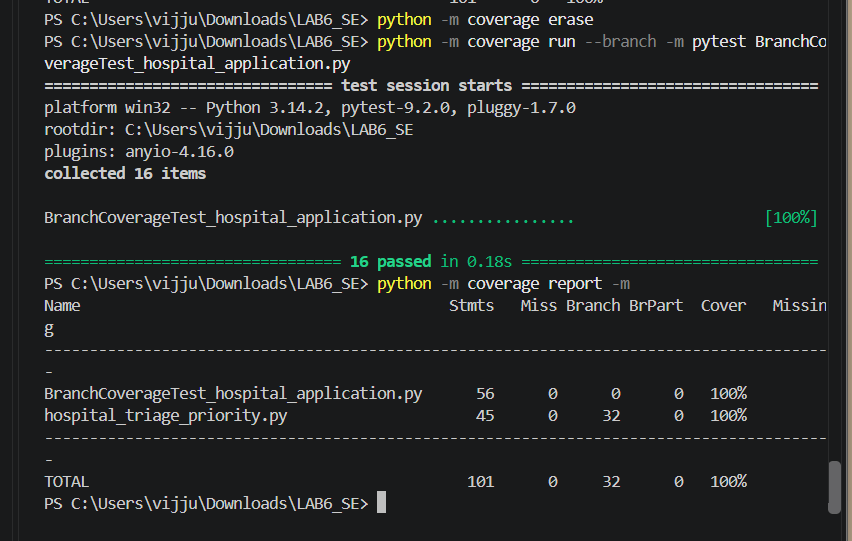 TOTAL 101 0 100%
PS C:\Users\vijju\Downloads\LAB6_SE> python -m coverage erase
PS C:\Users\vijju\Downloads\LAB6_SE> python -m coverage run --branch -m pytest BranchCo
verageTest_hospital_application.py
================================= test session starts =================================
platform win32 -- Python 3.14.2, pytest-9.2.0, pluggy-1.7.0
rootdir: C:\Users\vijju\Downloads\LAB6_SE
plugins: anyio-4.16.0
collected 16 items
BranchCoverageTest_hospital_application.py ................ [100%]
================================= 16 passed in 0.18s ==================================
PS C:\Users\vijju\Downloads\LAB6_SE> python -m coverage report -m
Name Stmts Miss Branch BrPart Cover Missin
g
---------------------------------------------------------------------------------------
-
BranchCoverageTest_hospital_application.py 56 0 0 0 100%
hospital_triage_priority.py 45 0 32 0 100%
---------------------------------------------------------------------------------------
-
TOTAL 101 0 32 0 100%
PS C:\Users\vijju\Downloads\LAB6_SE>